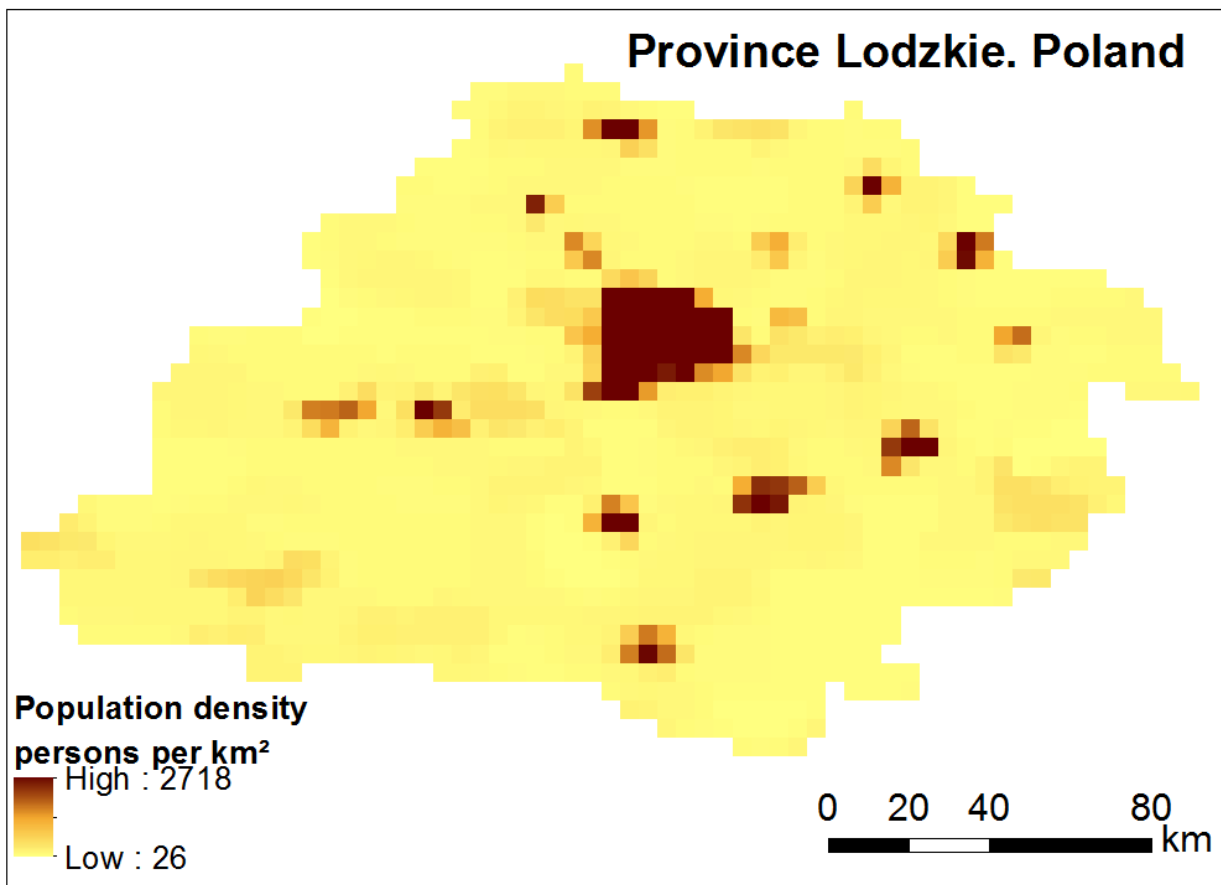 Province Lodzkie. Poland
Population density
persons per km²
High : 2718
Low : 26
0 20 40 80
km